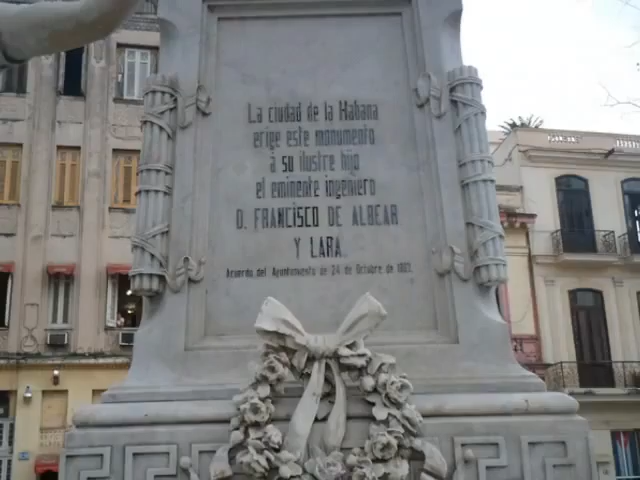 La ciudad de la Habana
erige este monumento
á su ilustre hijo
el eminente ingeniero
D. FRANCISCO DE ALBEAR
Y LARA.
Acuerdo del Ayuntamiento de 24 de Octubre de